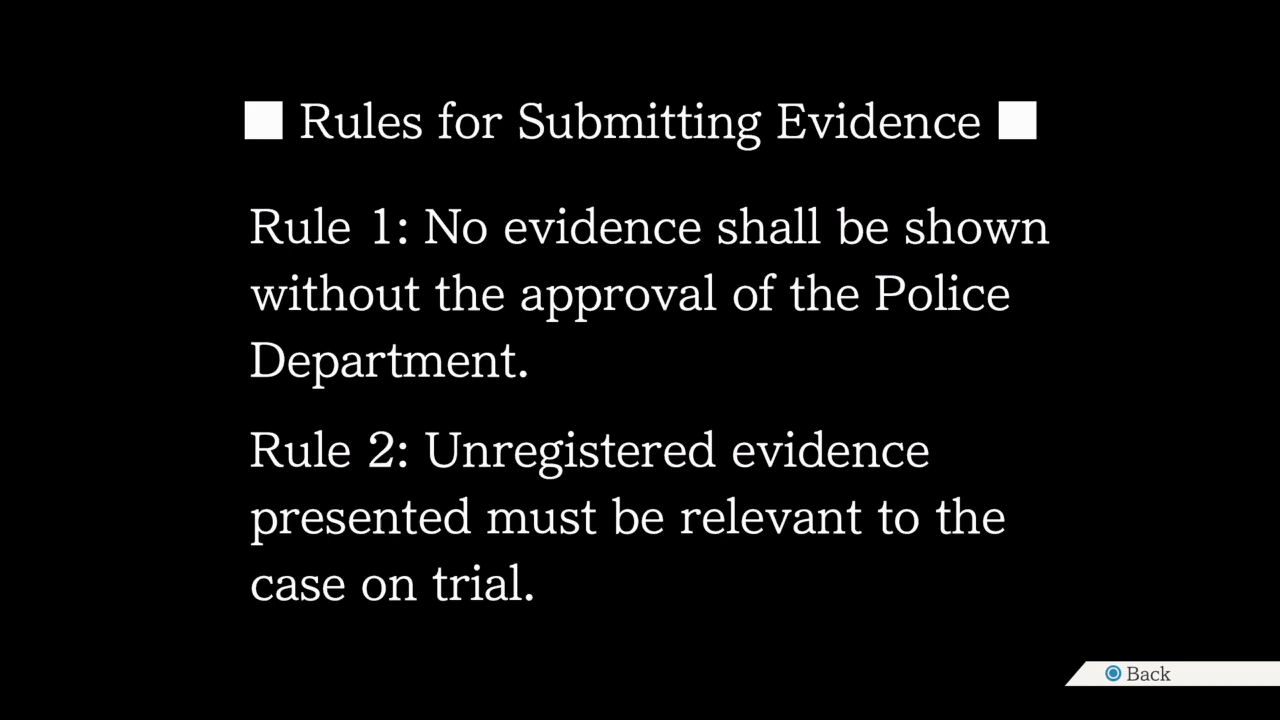 ■ Rules for Submitting Evidence ■
Rule 1: No evidence shall be shown
without the approval of the Police
Department.
Rule 2: Unregistered evidence
presented must be relevant to the
case on trial.
Back